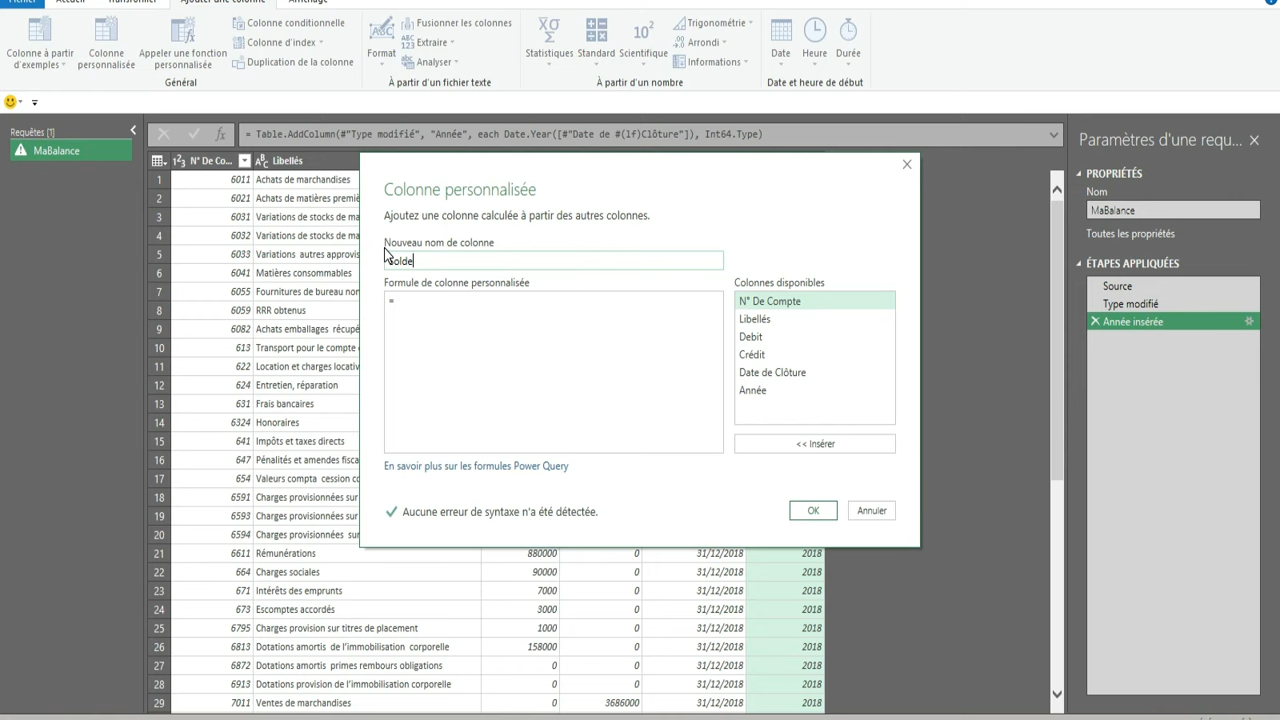 Fichier Accueil Transformer Ajouter une colonne Affichage
Colonne à partir d'exemples
Colonne personnalisée
Appeler une fonction personnalisée
Colonne conditionnelle
Colonne d'index
Duplication de la colonne
Général
Format
Fusionner les colonnes
Extraire
Analyser
À partir d'un fichier texte
Statistiques
Standard
Scientifique
Trigonométrie
Arrondi
Informations
À partir d'un nombre
Date
Heure
Durée
Date et heure de début
Requêtes [1]
MaBalance
= Table.AddColumn(#"Type modifié", "Année", each Date.Year([#"Date de #(lf)Clôture"]), Int64.Type)
N° De Co... Libellés
1 6011 Achats de marchandises
2 6021 Achats de matières premiè
3 6031 Variations de stocks de ma
4 6032 Variations de stocks de ma
5 6033 Variations autres approvis
6 6041 Matières consommables
7 6055 Fournitures de bureau non
8 6059 RRR obtenus
9 6082 Achats emballages récupé
10 613 Transport pour le compte
11 622 Location et charges locativ
12 624 Entretien, réparation
13 631 Frais bancaires
14 6324 Honoraires
15 641 Impôts et taxes directs
16 647 Pénalités et amendes fisca
17 654 Valeurs compta cession co
18 6591 Charges provisionnées sur
19 6593 Charges provisionnées sur
20 6594 Charges provisionnées su
21 6611 Rémunérations 880000 0 31/12/2018 2018
22 664 Charges sociales 90000 0 31/12/2018 2018
23 671 Intérêts des emprunts 7000 0 31/12/2018 2018
24 673 Escomptes accordés 3000 0 31/12/2018 2018
25 6795 Charges provision sur titres de placement 1000 0 31/12/2018 2018
26 6813 Dotations amortis de l'immobilisation corporelle 158000 0 31/12/2018 2018
27 6872 Dotations amortis primes rembours obligations 0 0 31/12/2018 2018
28 6913 Dotations provision de l'immobilisation corporelle 0 0 31/12/2018 2018
29 7011 Ventes de marchandises 0 3686000 31/12/2018 2018
Colonne personnalisée
Ajoutez une colonne calculée à partir des autres colonnes.
Nouveau nom de colonne
Solde
Formule de colonne personnalisée
=
Colonnes disponibles
N° De Compte
Libellés
Debit
Crédit
Date de Clôture
Année
<< Insérer
En savoir plus sur les formules Power Query
Aucune erreur de syntaxe n'a été détectée.
OK
Annuler
Paramètres d'une requ...
PROPRIÉTÉS
Nom
MaBalance
Toutes les propriétés
ÉTAPES APPLIQUÉES
Source
Type modifié
Année insérée